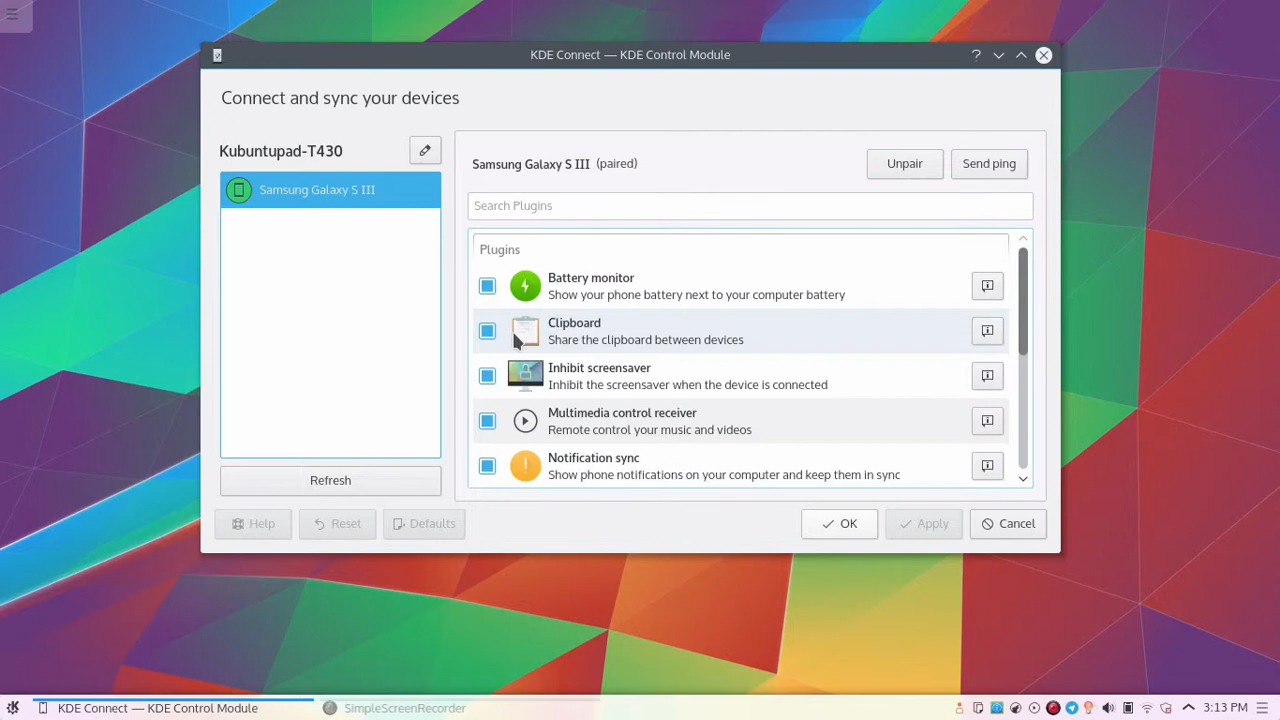 KDE Connect — KDE Control Module
Connect and sync your devices
Kubuntupad-T430
Samsung Galaxy S III
Refresh
Samsung Galaxy S III (paired)
Unpair
Send ping
Search Plugins
Plugins
Battery monitor
Show your phone battery next to your computer battery
Clipboard
Share the clipboard between devices
Inhibit screensaver
Inhibit the screensaver when the device is connected
Multimedia control receiver
Remote control your music and videos
Notification sync
Show phone notifications on your computer and keep them in sync
Help
Reset
Defaults
OK
Apply
Cancel
KDE Connect — KDE Control Module
SimpleScreenRecorder
3:13 PM